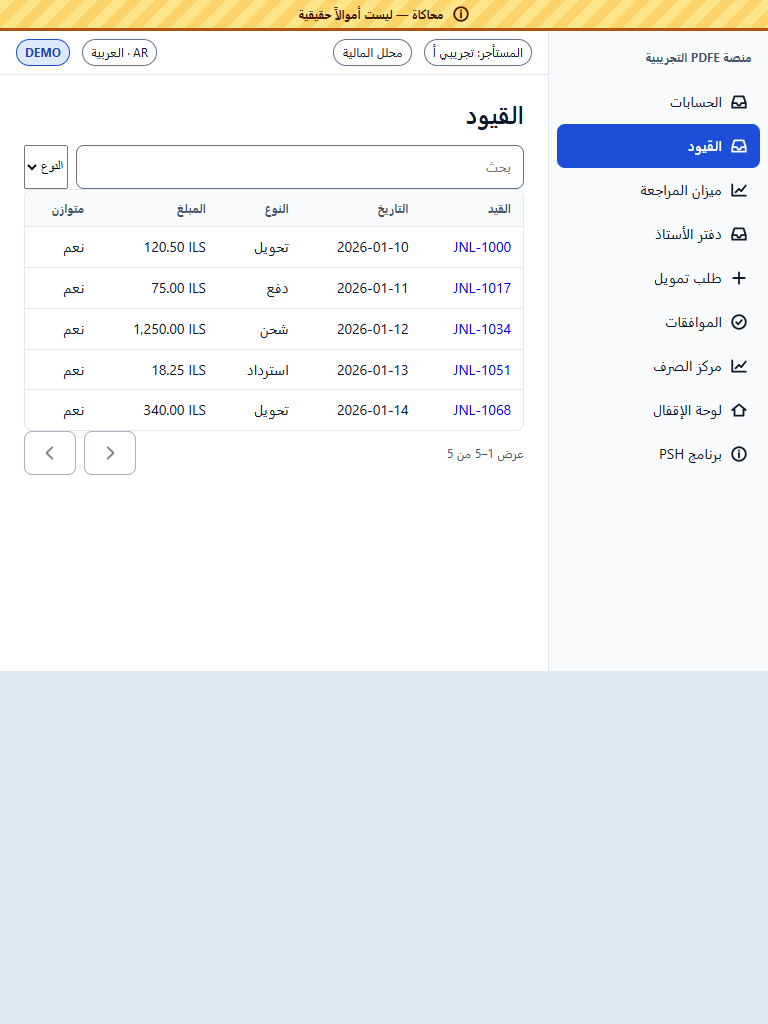 محاكاة — ليست أموالاً حقيقية
منصة PDFE التجريبية
الحسابات
القيود
ميزان المراجعة
دفتر الأستاذ
طلب تمويل
الموافقات
مركز الصرف
لوحة الإقفال
برنامج PSH
المستأجر: تجريبي أ
محلل المالية
AR · العربية
DEMO
القيود
بحث
النوع
القيد التاريخ النوع المبلغ متوازن
JNL-1000 2026-01-10 تحويل 120.50 ILS نعم
JNL-1017 2026-01-11 دفع 75.00 ILS نعم
JNL-1034 2026-01-12 شحن 1,250.00 ILS نعم
JNL-1051 2026-01-13 استرداد 18.25 ILS نعم
JNL-1068 2026-01-14 تحويل 340.00 ILS نعم
عرض 1–5 من 5